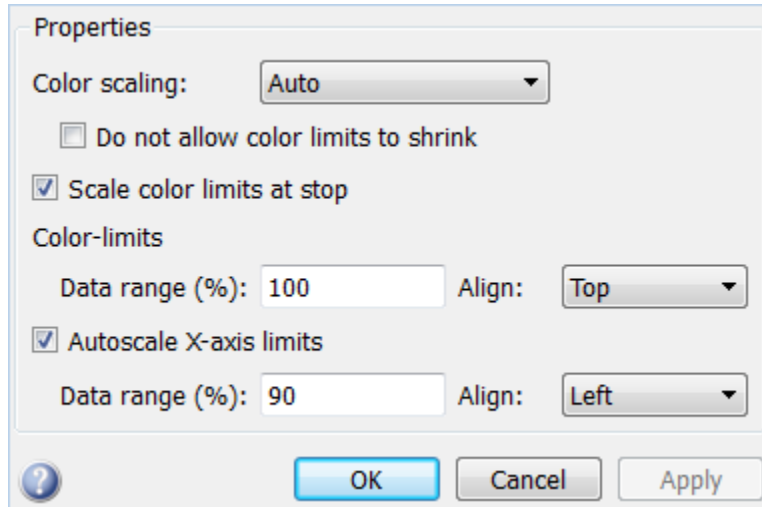 Properties
Color scaling: Auto
Do not allow color limits to shrink
Scale color limits at stop
Color-limits
Data range (%): 100 Align: Top
Autoscale X-axis limits
Data range (%): 90 Align: Left
? OK Cancel Apply